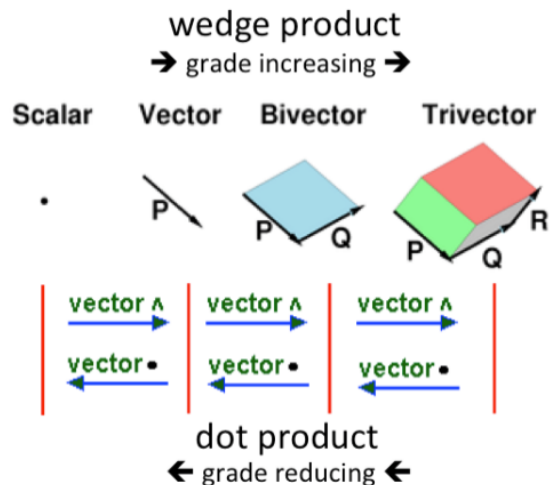 wedge product
➔ grade increasing ➔
Scalar Vector Bivector Trivector
P
P Q
P Q R
vector ∧ vector ∧ vector ∧
vector • vector • vector •
dot product
← grade reducing ←